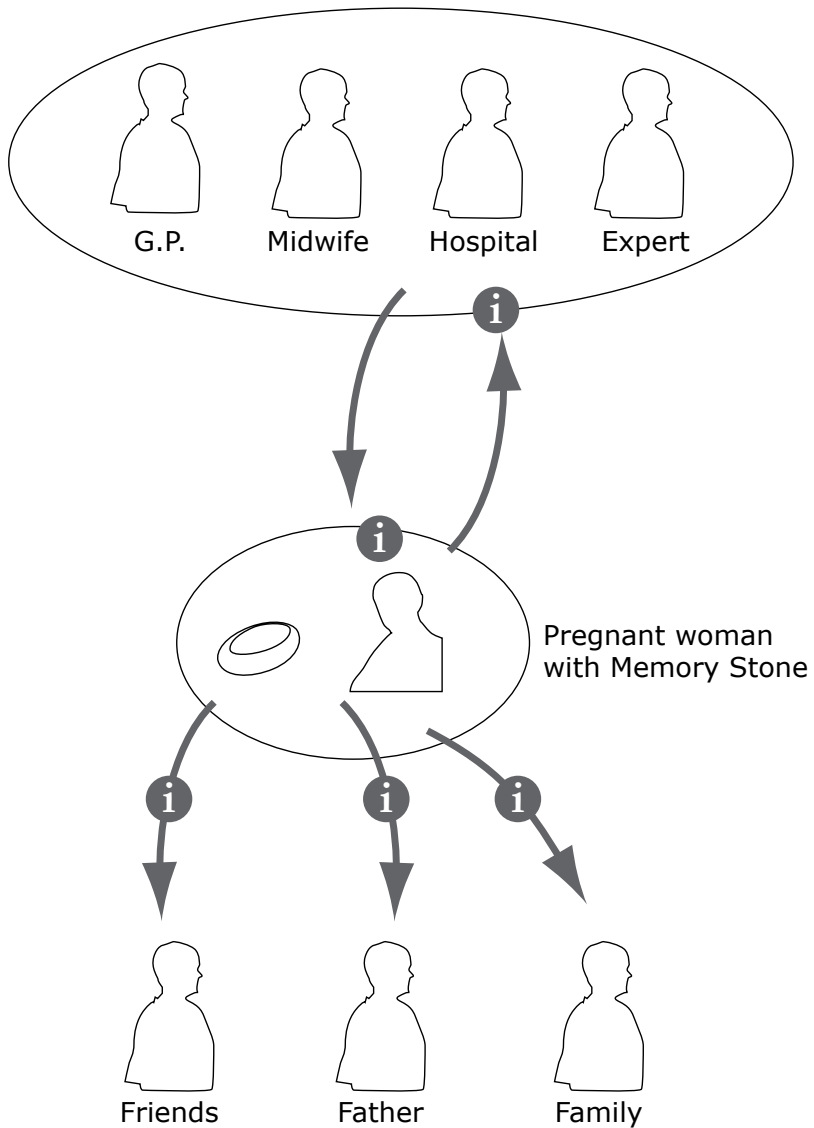 G.P.
Midwife
Hospital
Expert
i
i
Pregnant woman
with Memory Stone
i
i
i
Friends
Father
Family